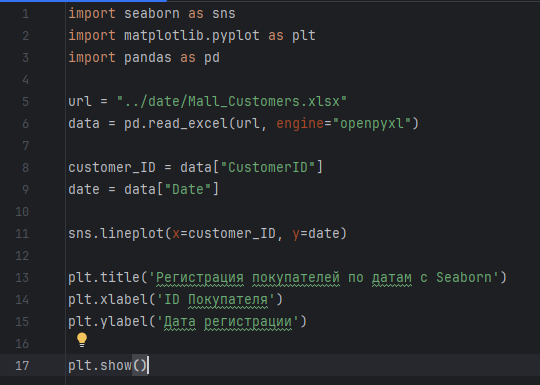 1 import seaborn as sns
2 import matplotlib.pyplot as plt
3 import pandas as pd
4
5 url = "../date/Mall_Customers.xlsx"
6 data = pd.read_excel(url, engine="openpyxl")
7
8 customer_ID = data["CustomerID"]
9 date = data["Date"]
10
11 sns.lineplot(x=customer_ID, y=date)
12
13 plt.title('Регистрация покупателей по датам с Seaborn')
14 plt.xlabel('ID Покупателя')
15 plt.ylabel('Дата регистрации')
16
17 plt.show()